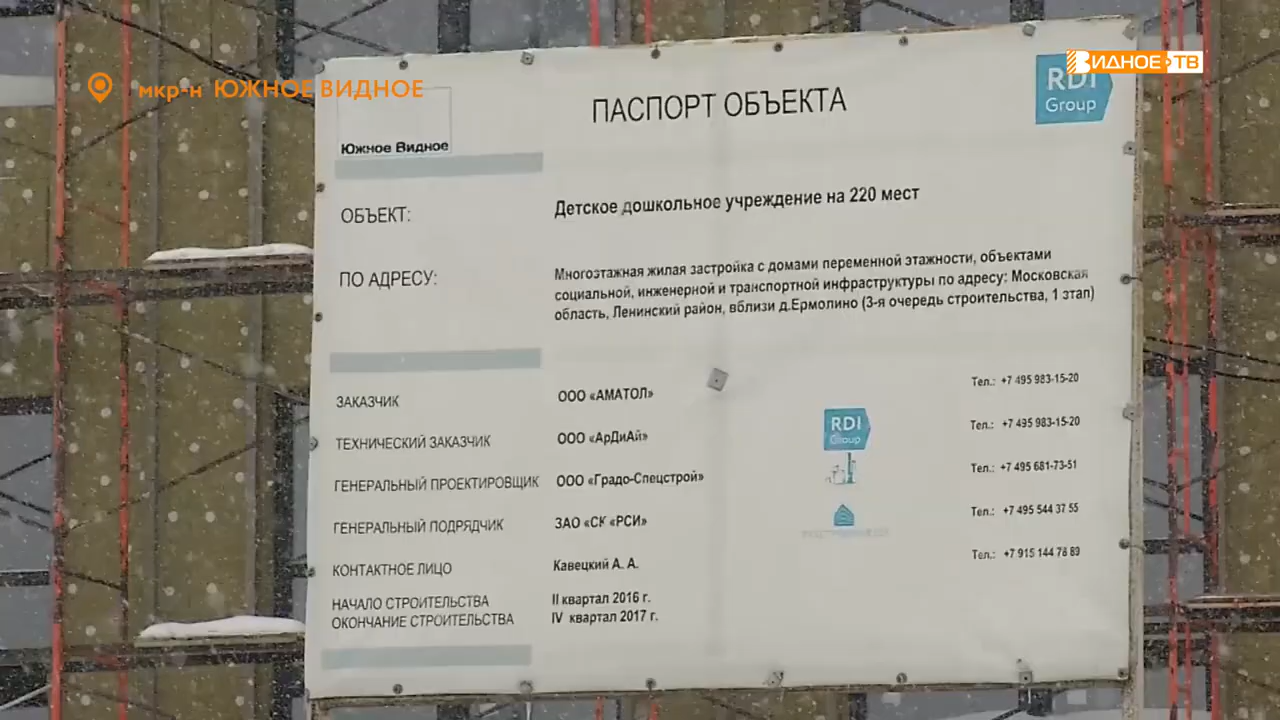 мкр-н ЮЖНОЕ ВИДНОЕ
ВИДНОЕ ТВ
RDI
Group
Южное Видное
ПАСПОРТ ОБЪЕКТА
ОБЪЕКТ:
Детское дошкольное учреждение на 220 мест
ПО АДРЕСУ:
Многоэтажная жилая застройка с домами переменной этажности, объектами
социальной, инженерной и транспортной инфраструктуры по адресу: Московская
область, Ленинский район, вблизи д.Ермолино (3-я очередь строительства, 1 этап)
ЗАКАЗЧИК ООО «АМАТОЛ» Тел.: +7 495 983-15-20
ТЕХНИЧЕСКИЙ ЗАКАЗЧИК ООО «АрДиАй» RDI Group Тел.: +7 495 983-15-20
ГЕНЕРАЛЬНЫЙ ПРОЕКТИРОВЩИК ООО «Градо-Спецстрой» Тел.: +7 495 681-73-51
ГЕНЕРАЛЬНЫЙ ПОДРЯДЧИК ЗАО «СК «РСИ» Тел.: +7 495 544 37 55
КОНТАКТНОЕ ЛИЦО Кавецкий А. А. Тел.: +7 915 144 78 89
НАЧАЛО СТРОИТЕЛЬСТВА II квартал 2016 г.
ОКОНЧАНИЕ СТРОИТЕЛЬСТВА IV квартал 2017 г.